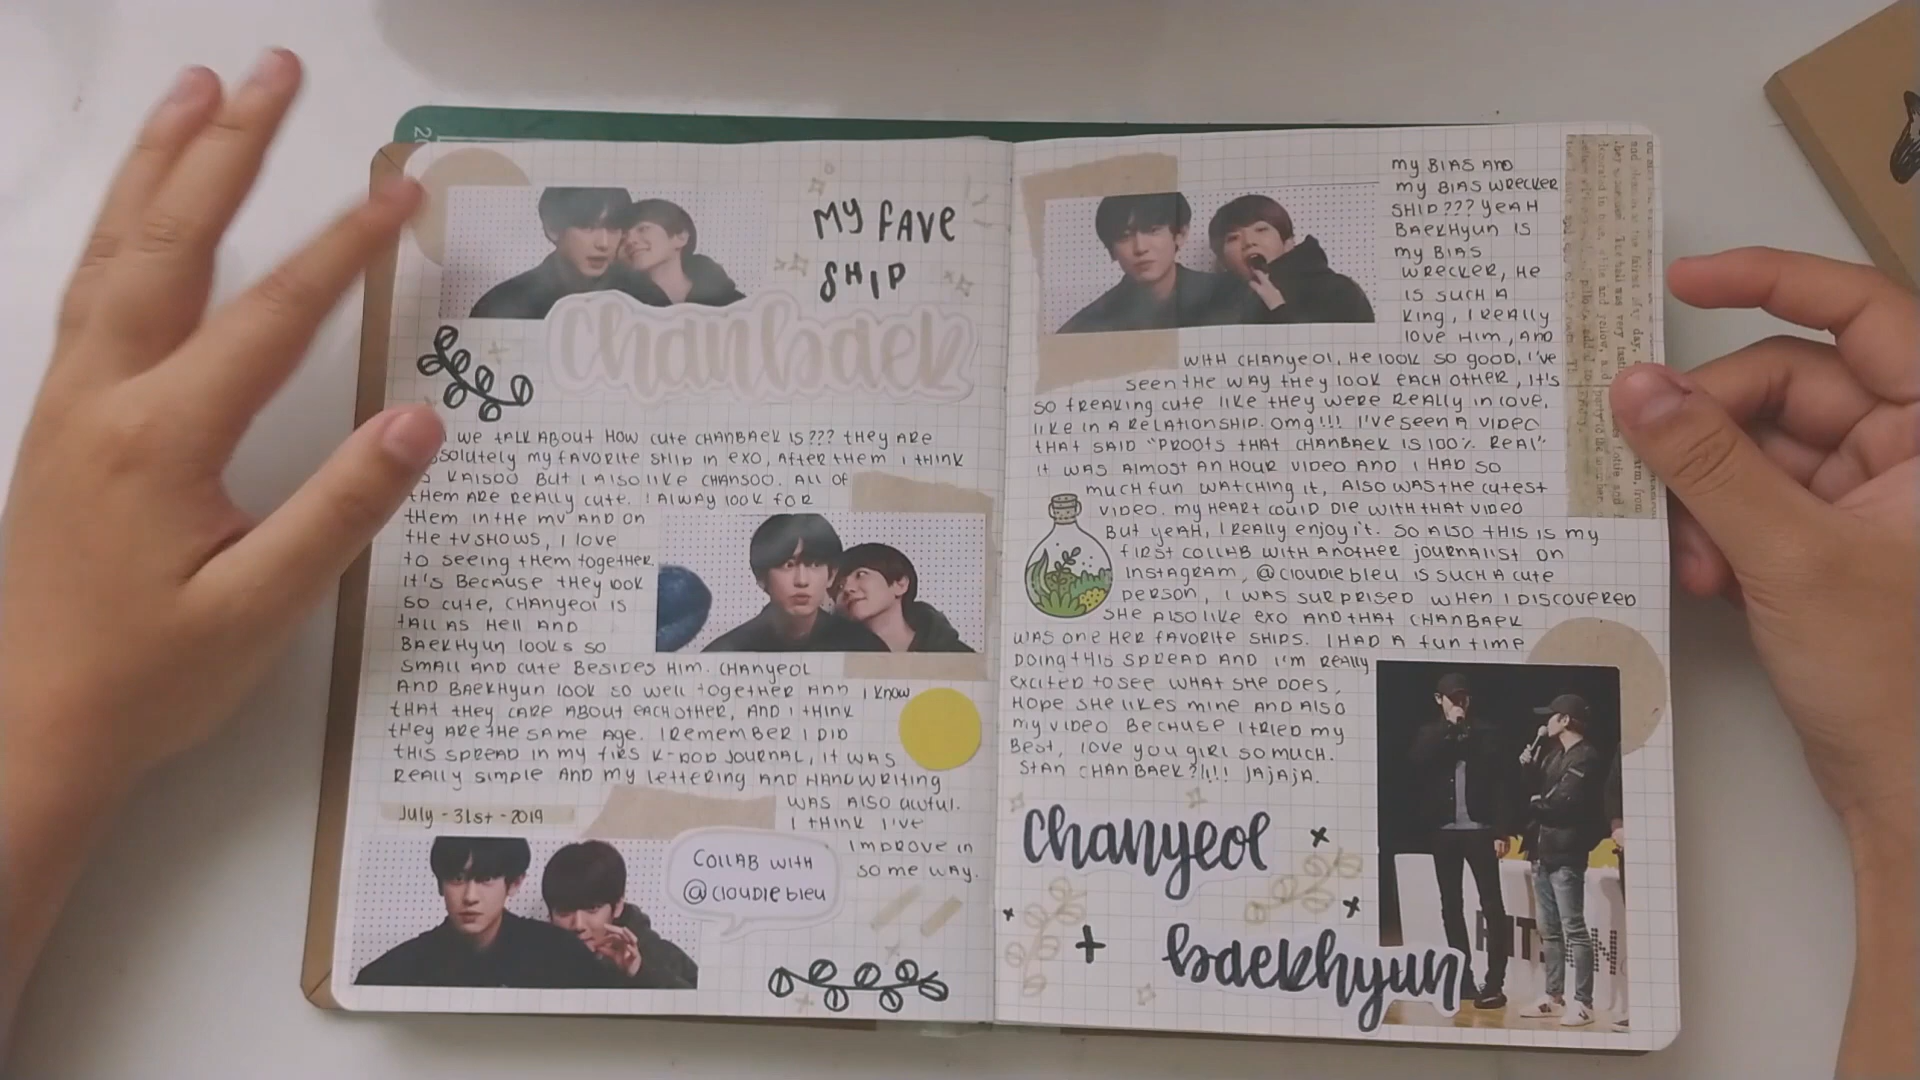 MY FAVE
SHIP
chanbaek
WE TALK ABOUT HOW CUTE CHANBAEK IS??? THEY ARE
MY FAVORITE SHIP IN EXO, AFTER THEM I THINK
KAISOO BUT I ALSO LIKE CHANSOO. ALL OF
THEM ARE REALLY CUTE. I ALWAY LOOK FOR
THEM IN THE MV AND ON
THE TV SHOWS, I LOVE
TO SEEING THEM TOGETHER.
IT'S BECAUSE THEY LOOK
SO CUTE, CHANYEOL IS
TALL AS HELL AND
BAEKHYUN LOOKS SO
SMALL AND CUTE BESIDES HIM. CHANYEOL
AND BAEKHYUN LOOK SO WELL TOGETHER ANN I KNOW
THAT THEY CARE ABOUT EACH OTHER, AND I THINK
THEY ARE THE SAME AGE. I REMEMBER I DID
THIS SPREAD IN MY FIRS K-POP JOURNAL, IT WAS
REALLY SIMPLE AND MY LETTERING AND HANDWRITING
WAS ALSO AWFUL.
I THINK I'VE
IMPROVE IN
SOME WAY.
JULY - 31st - 2019
COLLAB WITH
@CLOUDIEBLEU
MY BIAS AND
MY BIAS WRECKER
SHIP??? YEAH
BAEKHYUN IS
MY BIAS
WRECKER, HE
IS SUCH A
KING, I REALLY
LOVE HIM, AND
WITH CHANYEOL. HE LOOK SO GOOD, I'VE
SEEN THE WAY THEY LOOK EACH OTHER, IT'S
SO FREAKING CUTE LIKE THEY WERE REALLY IN LOVE.
LIKE IN A RELATIONSHIP. OMG!!! I'VE SEEN A VIDEO
THAT SAID "PROOFS THAT CHANBAEK IS 100% REAL"
IT WAS ALMOST AN HOUR VIDEO AND I HAD SO
MUCH FUN WATCHING IT, ALSO WAS THE CUTEST
VIDEO. MY HEART COULD DIE WITH THAT VIDEO
BUT YEAH, I REALLY ENJOY IT. SO ALSO THIS IS MY
FIRST COLLAB WITH ANOTHER JOURNALIST ON
INSTAGRAM, @CLOUDIEBLEU IS SUCH A CUTE
PERSON, I WAS SURPRISED WHEN I DISCOVERED
SHE ALSO LIKE EXO AND THAT CHANBAEK
WAS ONE HER FAVORITE SHIPS. I HAD A FUN TIME
DOING THIS SPREAD AND I'M REALLY
EXCITED TO SEE WHAT SHE DOES,
HOPE SHE LIKES MINE AND ALSO
MY VIDEO BECAUSE I TRIED MY
BEST, LOVE YOU GIRL SO MUCH.
STAN CHANBAEK?!!!! JAJAJA.
chanyeol
+ baekhyun